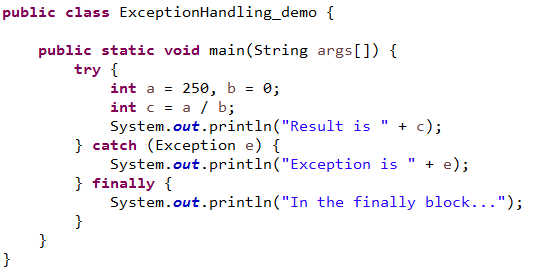 public class ExceptionHandling_demo {
public static void main(String args[]) {
try {
int a = 250, b = 0;
int c = a / b;
System.out.println("Result is " + c);
} catch (Exception e) {
System.out.println("Exception is " + e);
} finally {
System.out.println("In the finally block...");
}
}
}